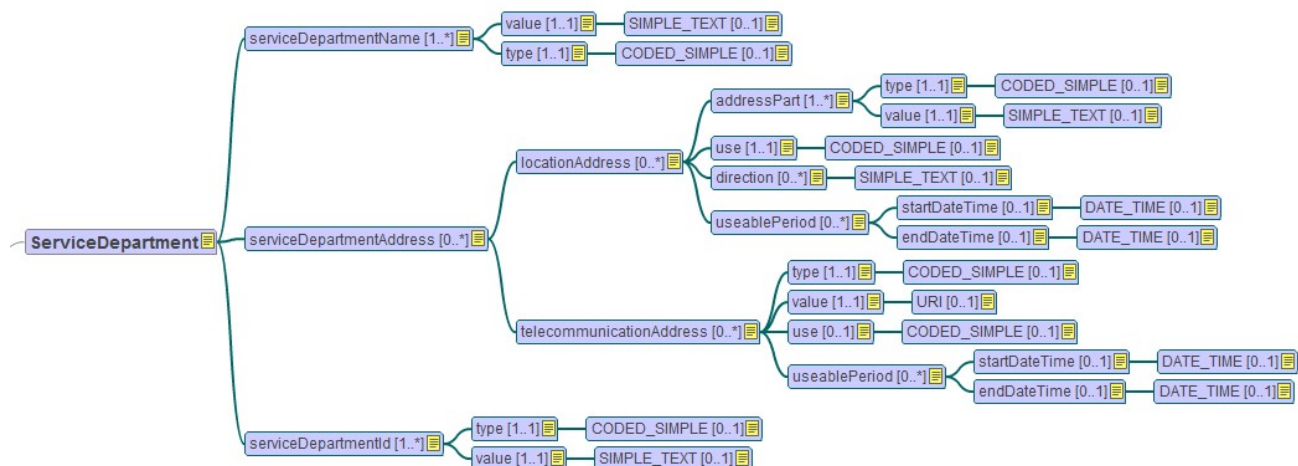 value [1..1]
SIMPLE_TEXT [0..1]
serviceDepartmentName [1..*]
type [1..1]
CODED_SIMPLE [0..1]
type [1..1]
CODED_SIMPLE [0..1]
addressPart [1..*]
value [1..1]
SIMPLE_TEXT [0..1]
use [1..1]
CODED_SIMPLE [0..1]
locationAddress [0..*]
direction [0..*]
SIMPLE_TEXT [0..1]
startDateTime [0..1]
DATE_TIME [0..1]
useablePeriod [0..*]
endDateTime [0..1]
DATE_TIME [0..1]
ServiceDepartment
serviceDepartmentAddress [0..*]
type [1..1]
CODED_SIMPLE [0..1]
value [1..1]
URI [0..1]
telecommunicationAddress [0..*]
use [0..1]
CODED_SIMPLE [0..1]
startDateTime [0..1]
DATE_TIME [0..1]
useablePeriod [0..*]
endDateTime [0..1]
DATE_TIME [0..1]
type [1..1]
CODED_SIMPLE [0..1]
serviceDepartmentId [1..*]
value [1..1]
SIMPLE_TEXT [0..1]